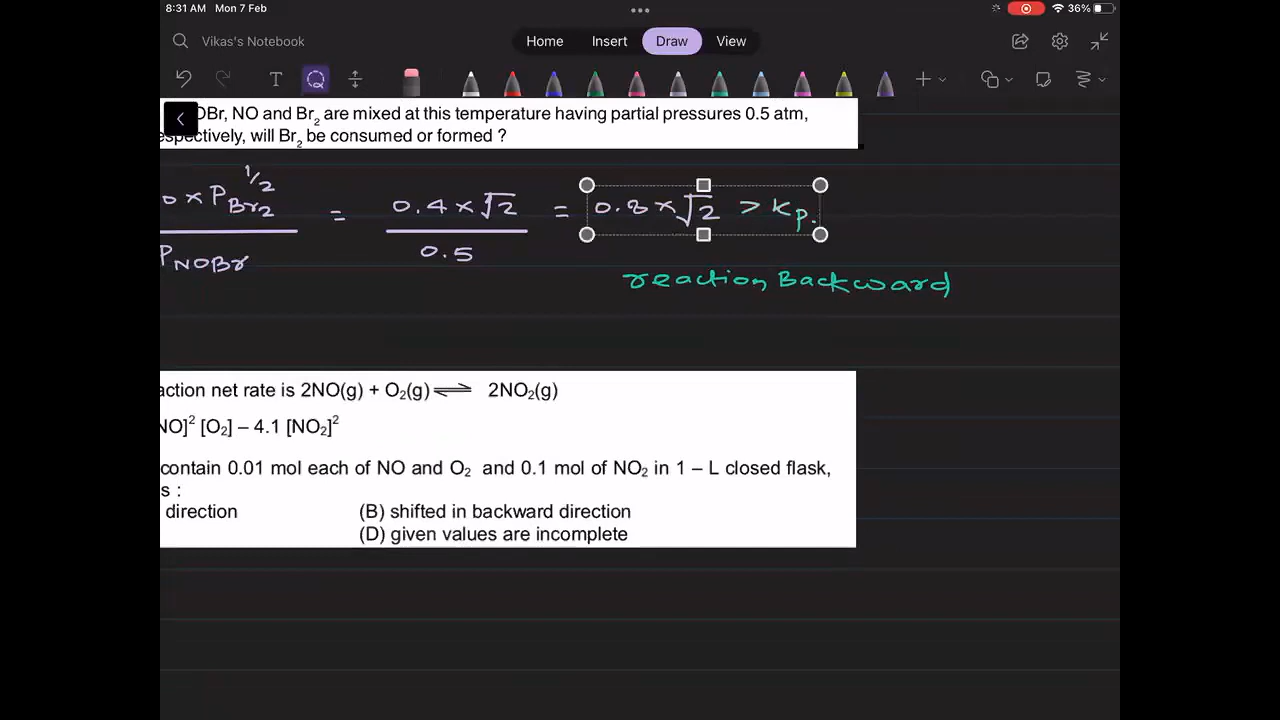 8:31 AM Mon 7 Feb
36%
Vikas's Notebook
Home Insert Draw View
OBr, NO and Br₂ are mixed at this temperature having partial pressures 0.5 atm,
espectively, will Br₂ be consumed or formed ?
O × P_Br₂^1/2 / P_NOBr = 0.4 × √2 / 0.5 = 0.8 × √2 > K_p.
reaction Backward
action net rate is 2NO(g) + O₂(g) ⇌ 2NO₂(g)
NO]² [O₂] – 4.1 [NO₂]²
contain 0.01 mol each of NO and O₂ and 0.1 mol of NO₂ in 1 – L closed flask,
s :
direction (B) shifted in backward direction
(D) given values are incomplete